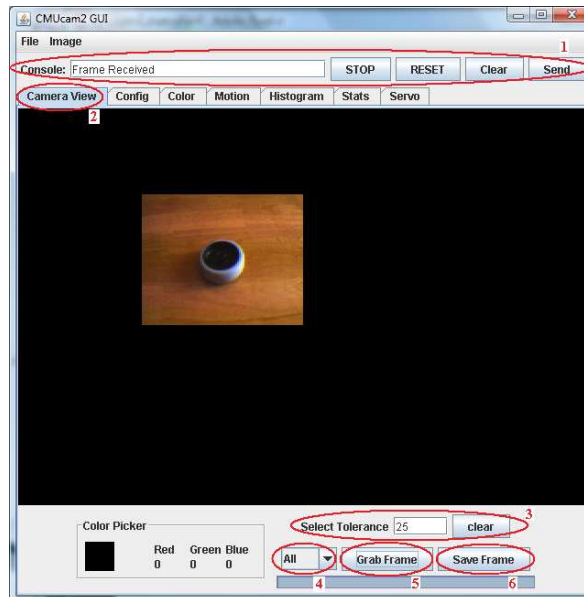 CMUcam2 GUI
File Image
1
Console: Frame Received STOP RESET Clear Send
Camera View Config Color Motion Histogram Stats Servo
2
3
Color Picker
Select Tolerance 25 clear
Red Green Blue
0 0 0
All Grab Frame Save Frame
4 5 6